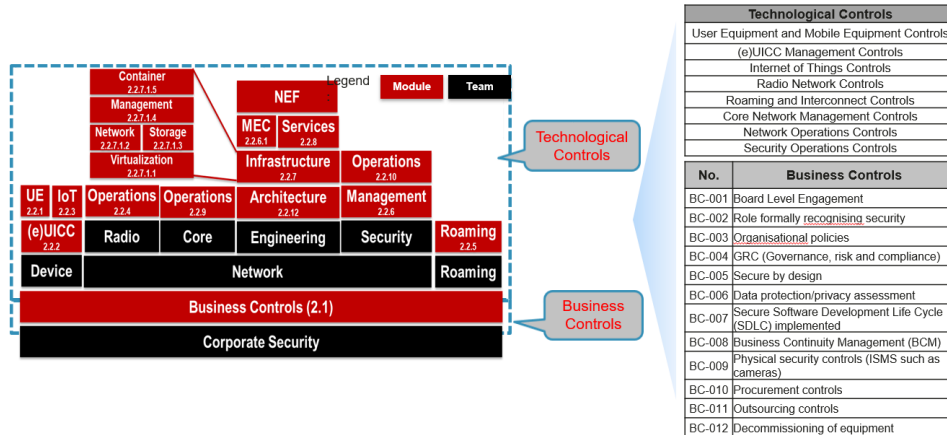 Legend
:
Module
Team
Container
2.2.7.1.5
Management
2.2.7.1.4
Network
2.2.7.1.2
Storage
2.2.7.1.3
Virtualization
2.2.7.1.1
NEF
MEC
2.2.6.1
Services
2.2.8
Infrastructure
2.2.7
Operations
2.2.10
UE
2.2.1
IoT
2.2.3
Operations
2.2.4
Operations
2.2.9
Architecture
2.2.12
Management
2.2.6
(e)UICC
2.2.2
Radio
Core
Engineering
Security
Roaming
2.2.5
Device
Network
Roaming
Business Controls (2.1)
Corporate Security
Technological
Controls
Business
Controls
Technological Controls
User Equipment and Mobile Equipment Controls
(e)UICC Management Controls
Internet of Things Controls
Radio Network Controls
Roaming and Interconnect Controls
Core Network Management Controls
Network Operations Controls
Security Operations Controls
No. Business Controls
BC-001 Board Level Engagement
BC-002 Role formally recognising security
BC-003 Organisational policies
BC-004 GRC (Governance, risk and compliance)
BC-005 Secure by design
BC-006 Data protection/privacy assessment
BC-007 Secure Software Development Life Cycle
(SDLC) implemented
BC-008 Business Continuity Management (BCM)
BC-009 Physical security controls (ISMS such as
cameras)
BC-010 Procurement controls
BC-011 Outsourcing controls
BC-012 Decommissioning of equipment